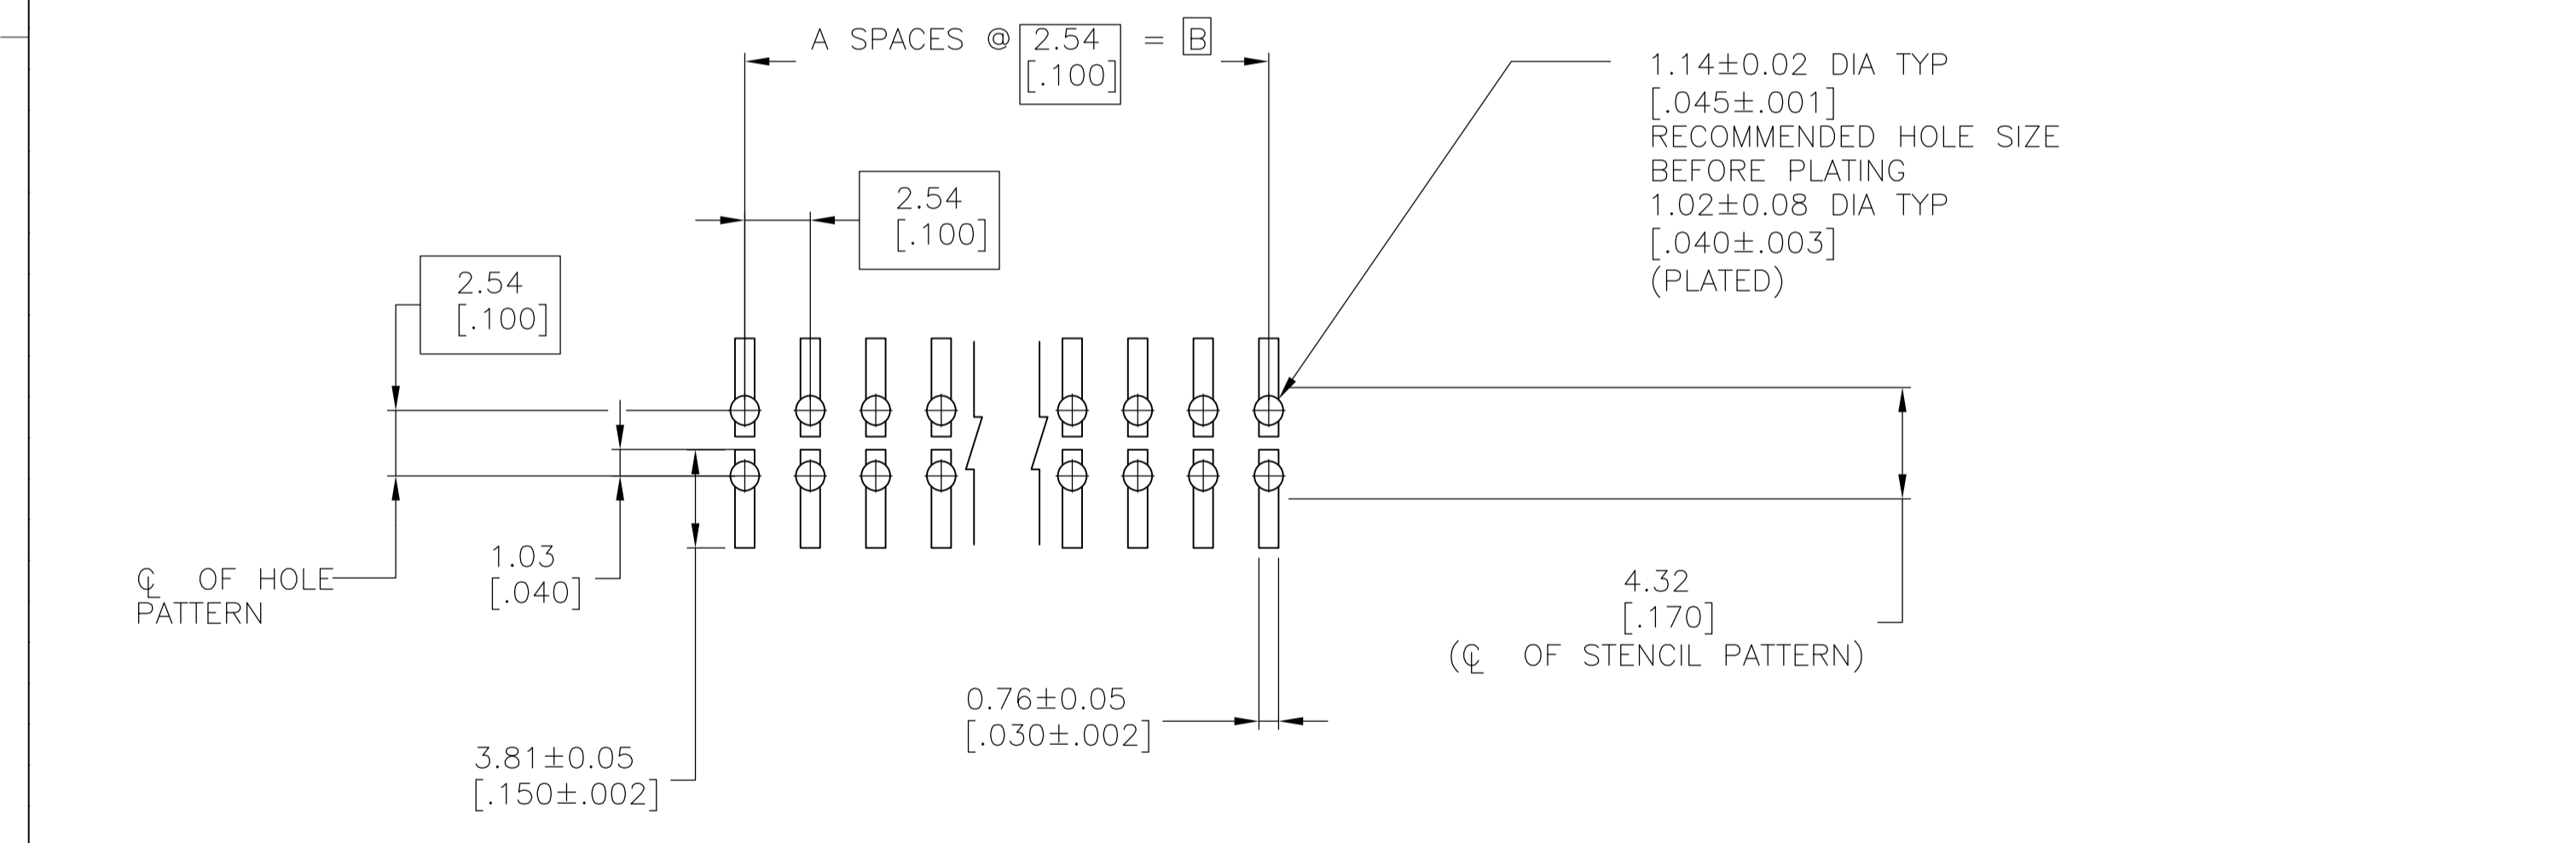 A SPACES @ 2.54 = B
[.100]
1.14±0.02 DIA TYP
[.045±.001]
RECOMMENDED HOLE SIZE
BEFORE PLATING
1.02±0.08 DIA TYP
[.040±.003]
(PLATED)
2.54
[.100]
2.54
[.100]
℄ OF HOLE
PATTERN
1.03
[.040]
4.32
[.170]
(℄ OF STENCIL PATTERN)
0.76±0.05
[.030±.002]
3.81±0.05
[.150±.002]